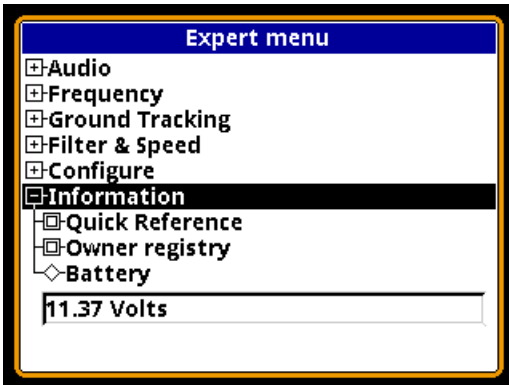 Expert menu
Audio
Frequency
Ground Tracking
Filter & Speed
Configure
Information
Quick Reference
Owner registry
Battery
11.37 Volts